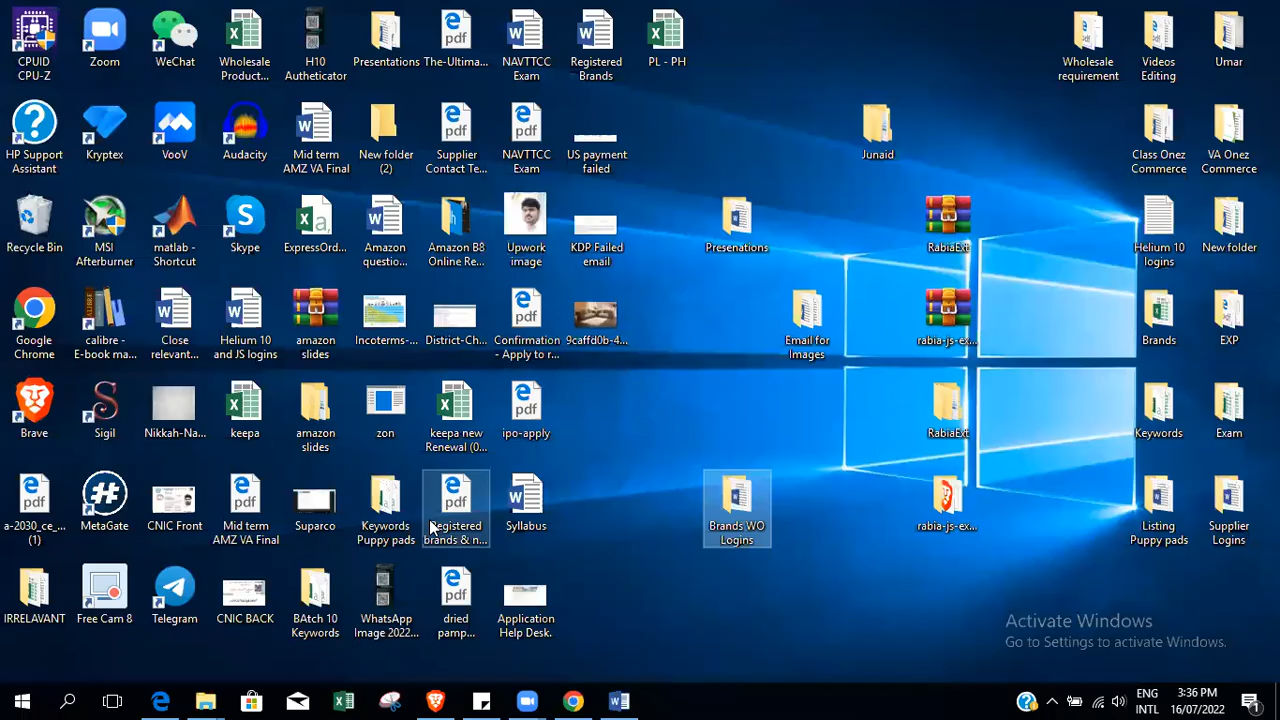 CPUID
CPU-Z
Zoom
WeChat
Wholesale
Product...
H10
Autheticator
Presentations
The-Ultima...
NAVTTCC
Exam
Registered
Brands
PL - PH
Wholesale
requirement
Videos
Editing
Umar
HP Support
Assistant
Kryptex
VooV
Audacity
Mid term
AMZ VA Final
New folder
(2)
Supplier
Contact Te...
NAVTTCC
Exam
US payment
failed
Junaid
Class Onez
Commerce
VA Onez
Commerce
Recycle Bin
MSI
Afterburner
matlab -
Shortcut
Skype
ExpressOrd...
Amazon
questio...
Amazon B8
Online Re...
Upwork
image
KDP Failed
email
Presenations
RabiaExt
Helium 10
logins
New folder
Google
Chrome
calibre -
E-book ma...
Close
relevant...
Helium 10
and JS logins
amazon
slides
Incoterms-...
District-Ch...
Confirmation
- Apply to r...
9caffd0b-4...
Email for
Images
rabia-js-ex...
Brands
EXP
Brave
Sigil
Nikkah-Na...
keepa
amazon
slides
zon
keepa new
Renewal (0...
ipo-apply
RabiaExt
Keywords
Exam
a-2030_ce_...
(1)
MetaGate
CNIC Front
Mid term
AMZ VA Final
Suparco
Keywords
Puppy pads
Registered
brands & n...
Syllabus
Brands WO
Logins
rabia-js-ex...
Listing
Puppy pads
Supplier
Logins
IRRELAVANT
Free Cam 8
Telegram
CNIC BACK
BAtch 10
Keywords
WhatsApp
Image 2022...
dried
pamp...
Application
Help Desk.
Activate Windows
Go to Settings to activate Windows.
ENG
INTL
3:36 PM
16/07/2022
1